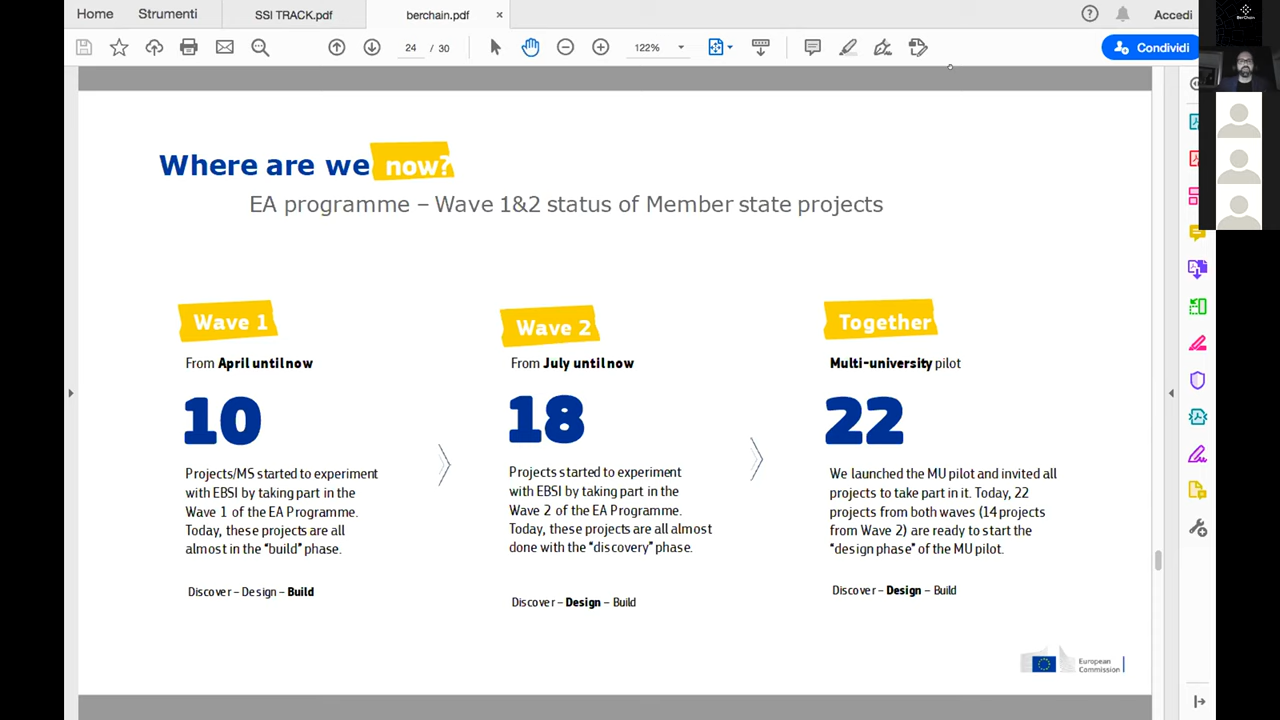 Home Strumenti SSI TRACK.pdf berchain.pdf × Accedi
24 / 30 122% Condividi
BerChain
Where are we now?
EA programme – Wave 1&2 status of Member state projects
Wave 1
From April until now
10
Projects/MS started to experiment
with EBSI by taking part in the
Wave 1 of the EA Programme.
Today, these projects are all
almost in the “build” phase.
Discover – Design – Build
Wave 2
From July until now
18
Projects started to experiment
with EBSI by taking part in the
Wave 2 of the EA Programme.
Today, these projects are all almost
done with the “discovery” phase.
Discover – Design – Build
Together
Multi-university pilot
22
We launched the MU pilot and invited all
projects to take part in it. Today, 22
projects from both waves (14 projects
from Wave 2) are ready to start the
“design phase” of the MU pilot.
Discover – Design – Build
European
Commission